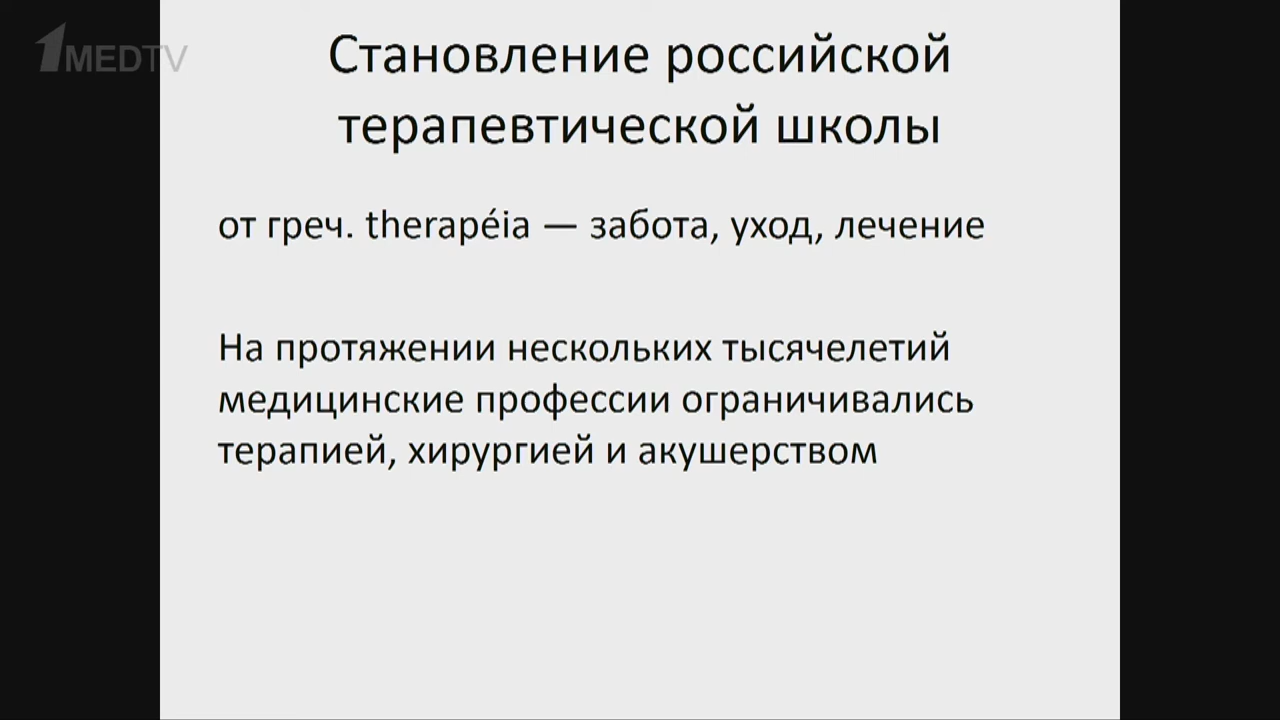 1MEDTV
Становление российской
терапевтической школы
от греч. therapéia — забота, уход, лечение
На протяжении нескольких тысячелетий
медицинские профессии ограничивались
терапией, хирургией и акушерством